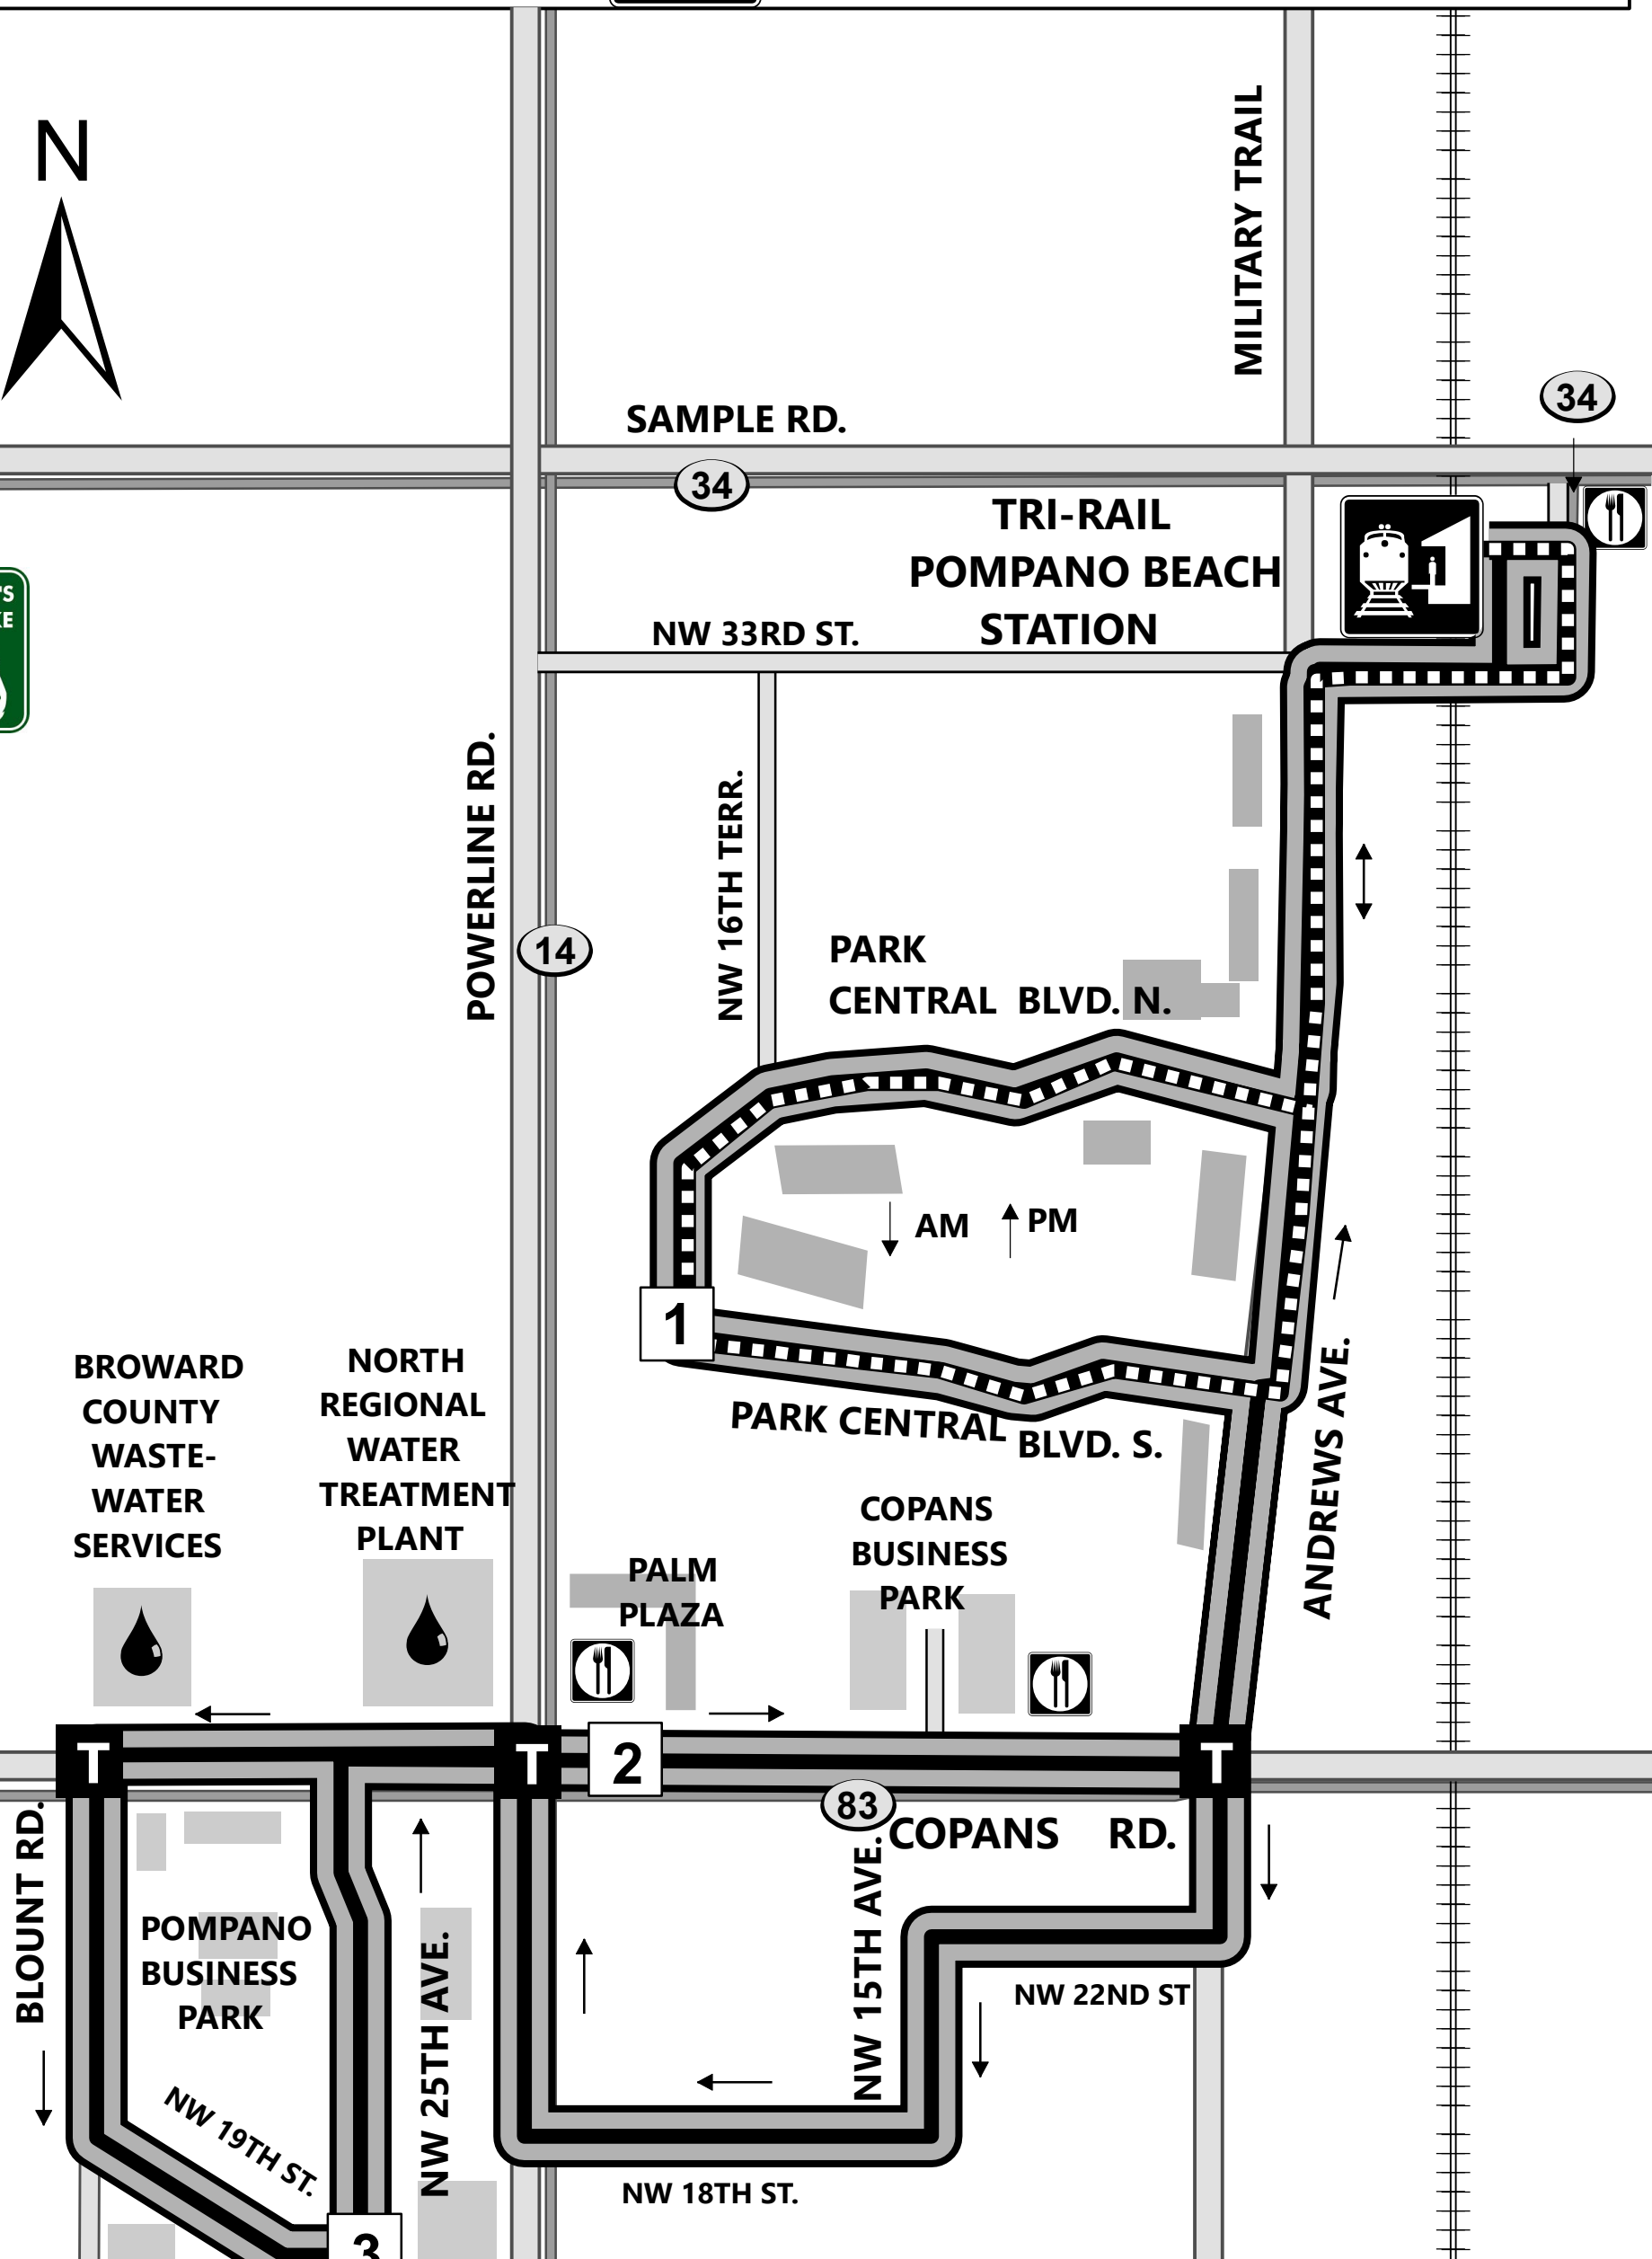 N
MILITARY TRAIL
34
SAMPLE RD.
34
TRI-RAIL
POMPANO BEACH
STATION
NW 33RD ST.
POWERLINE RD.
NW 16TH TERR.
14
PARK
CENTRAL BLVD. N.
AM
PM
1
PARK CENTRAL BLVD. S.
ANDREWS AVE.
BROWARD
COUNTY
WASTE-
WATER
SERVICES
NORTH
REGIONAL
WATER
TREATMENT
PLANT
PALM
PLAZA
COPANS
BUSINESS
PARK
T
T
2
T
83
COPANS RD.
BLOUNT RD.
POMPANO
BUSINESS
PARK
NW 25TH AVE.
NW 15TH AVE.
NW 22ND ST
NW 19TH ST.
NW 18TH ST.
3